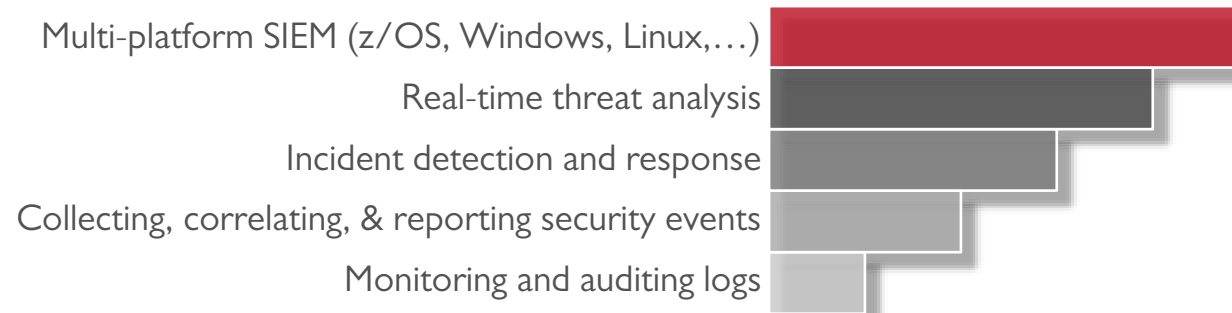 Multi-platform SIEM (z/OS, Windows, Linux,…)
Real-time threat analysis
Incident detection and response
Collecting, correlating, & reporting security events
Monitoring and auditing logs